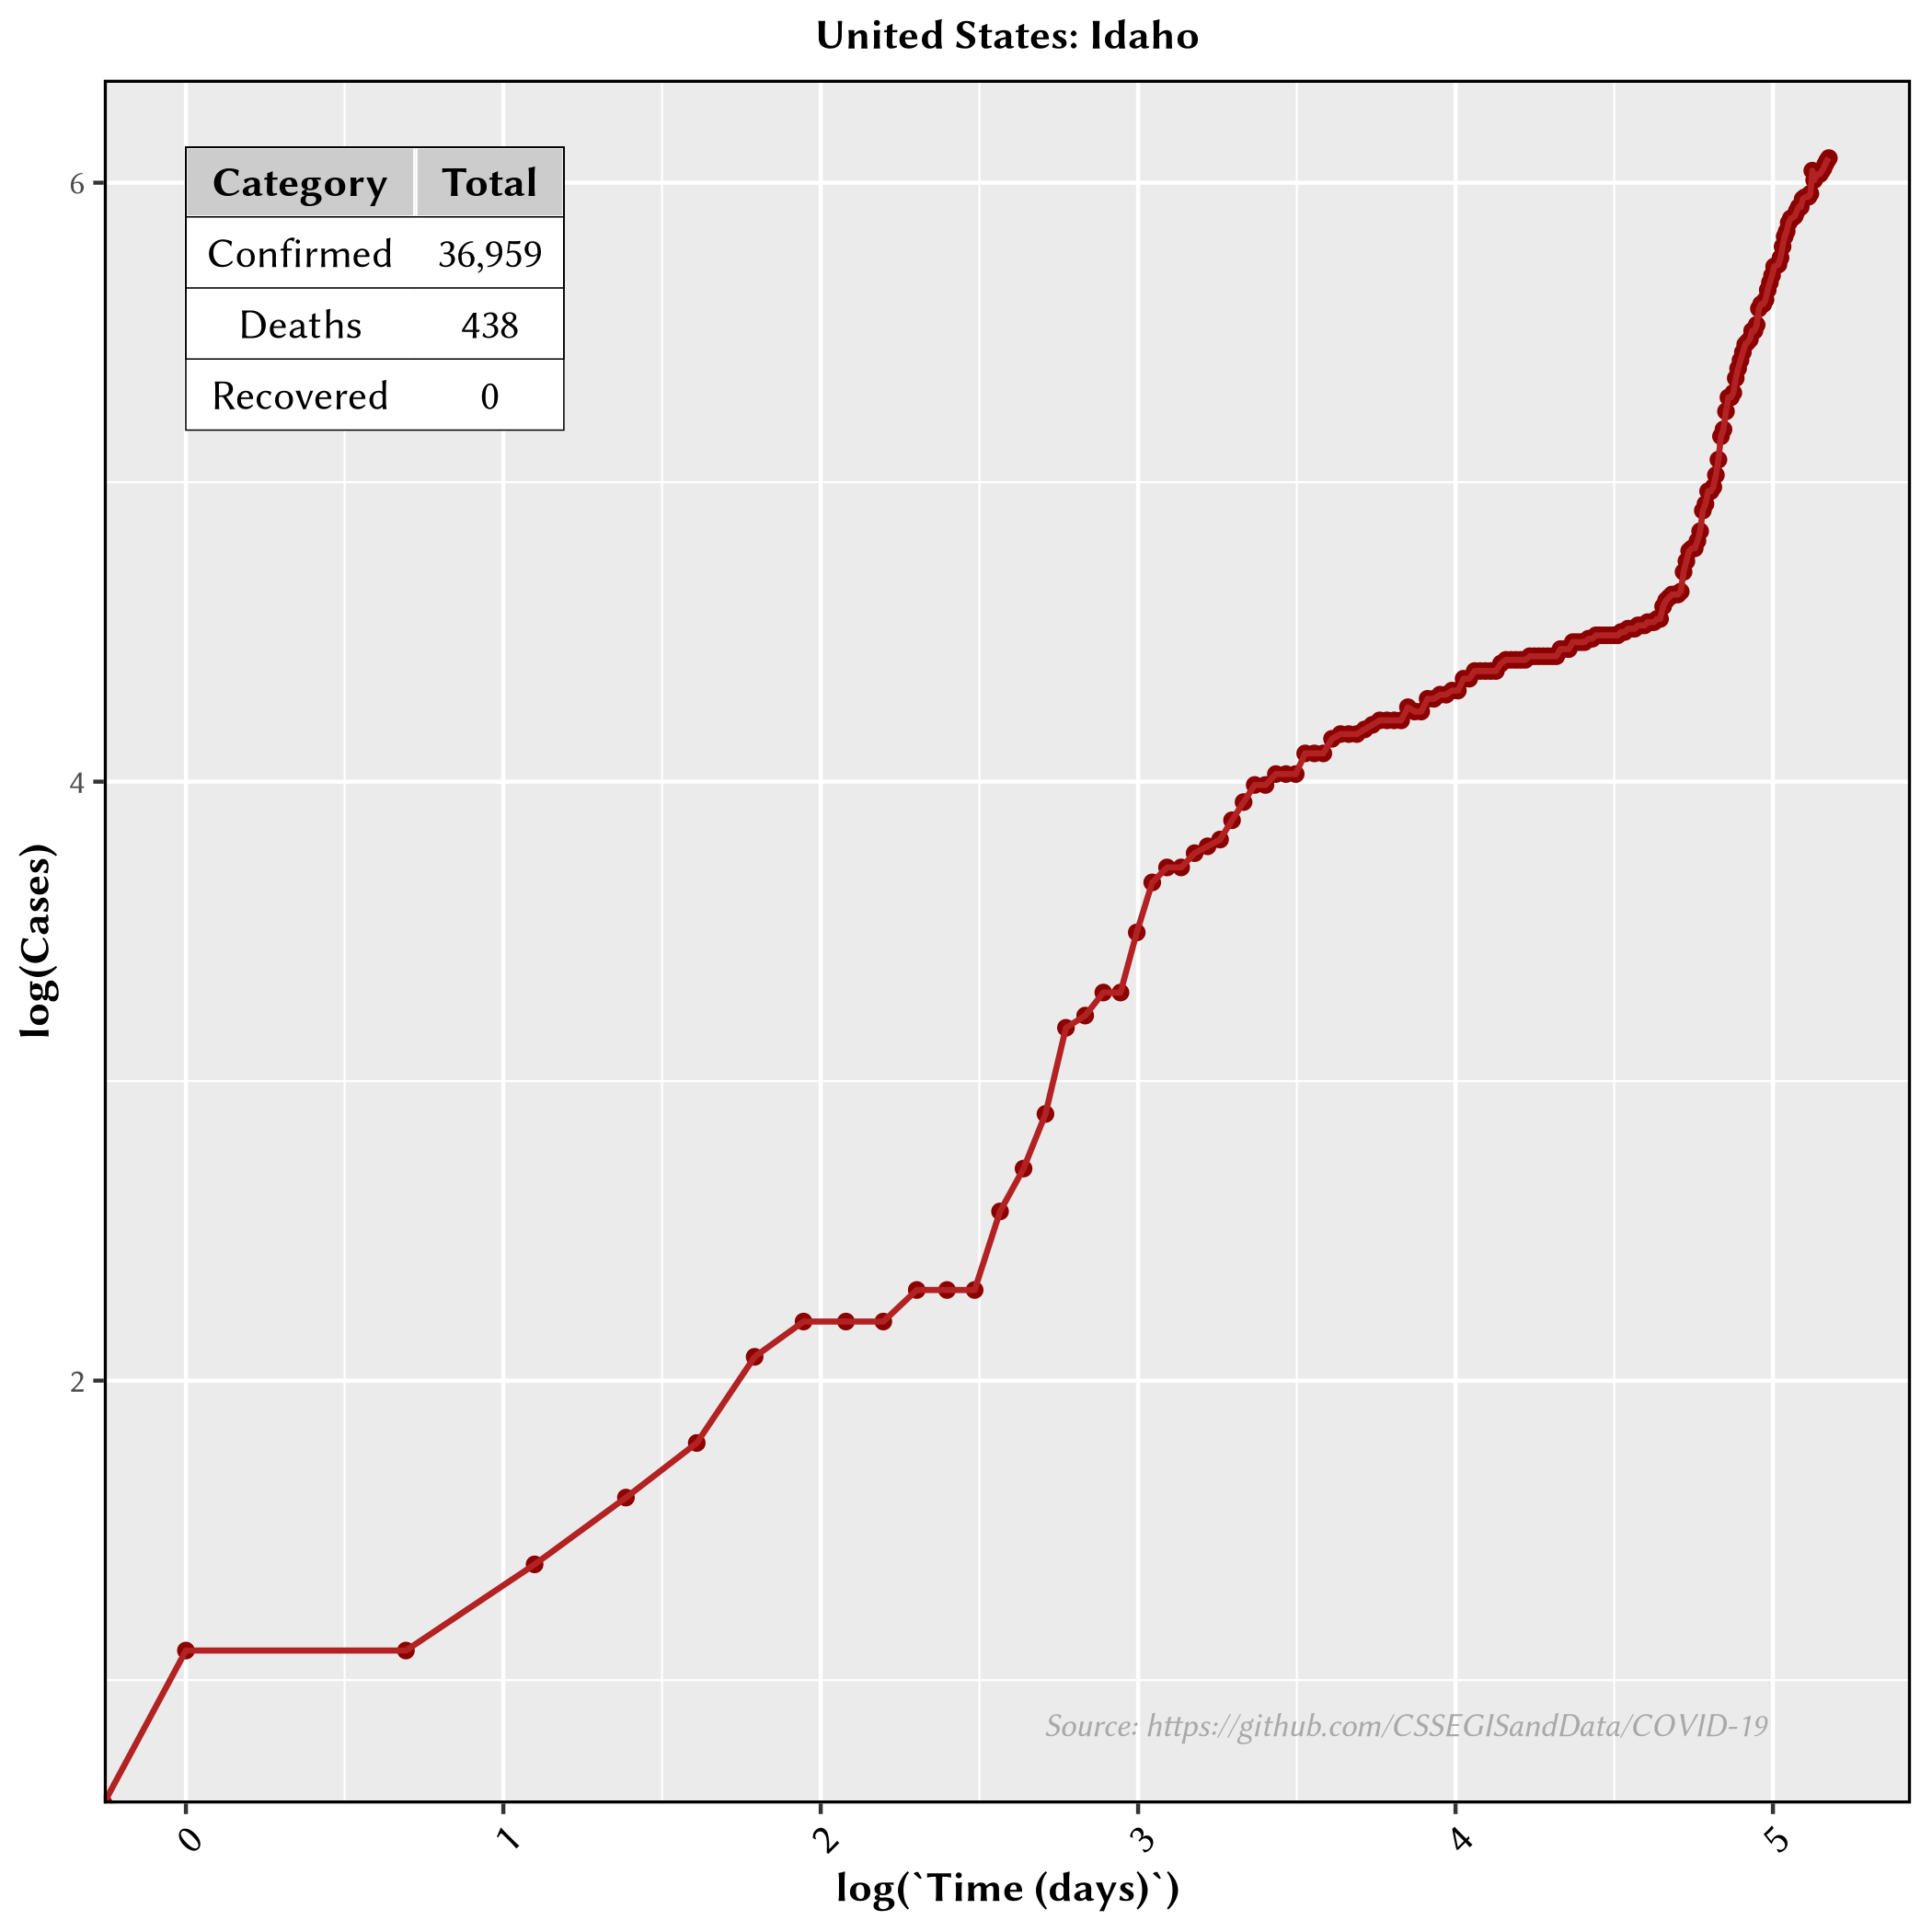 United States: Idaho
Category Total
Confirmed 36,959
Deaths 438
Recovered 0
6
4
2
log(Cases)
Source: https://github.com/CSSEGISandData/COVID-19
0 1 2 3 4 5
log(`Time (days)`)